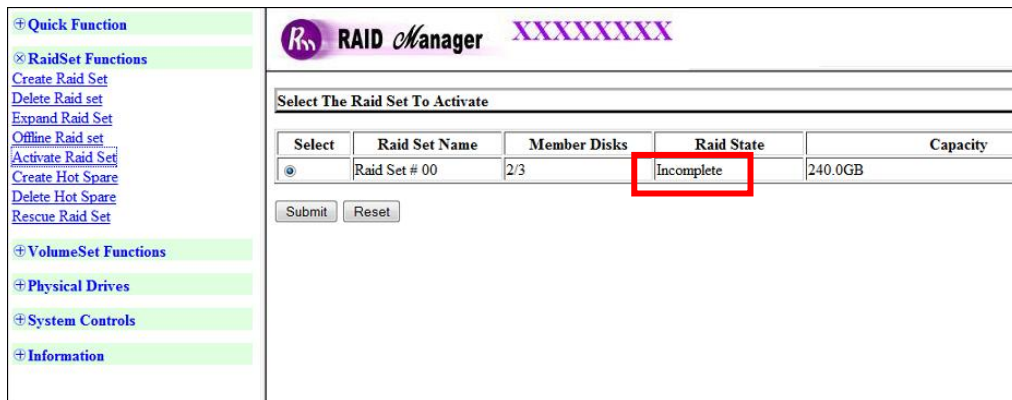 Quick Function
RaidSet Functions
Create Raid Set
Delete Raid set
Expand Raid Set
Offline Raid set
Activate Raid Set
Create Hot Spare
Delete Hot Spare
Rescue Raid Set
VolumeSet Functions
Physical Drives
System Controls
Information
Rm RAID Manager XXXXXXXX
Select The Raid Set To Activate
Select Raid Set Name Member Disks Raid State Capacity
Raid Set # 00 2/3 Incomplete 240.0GB
Submit Reset